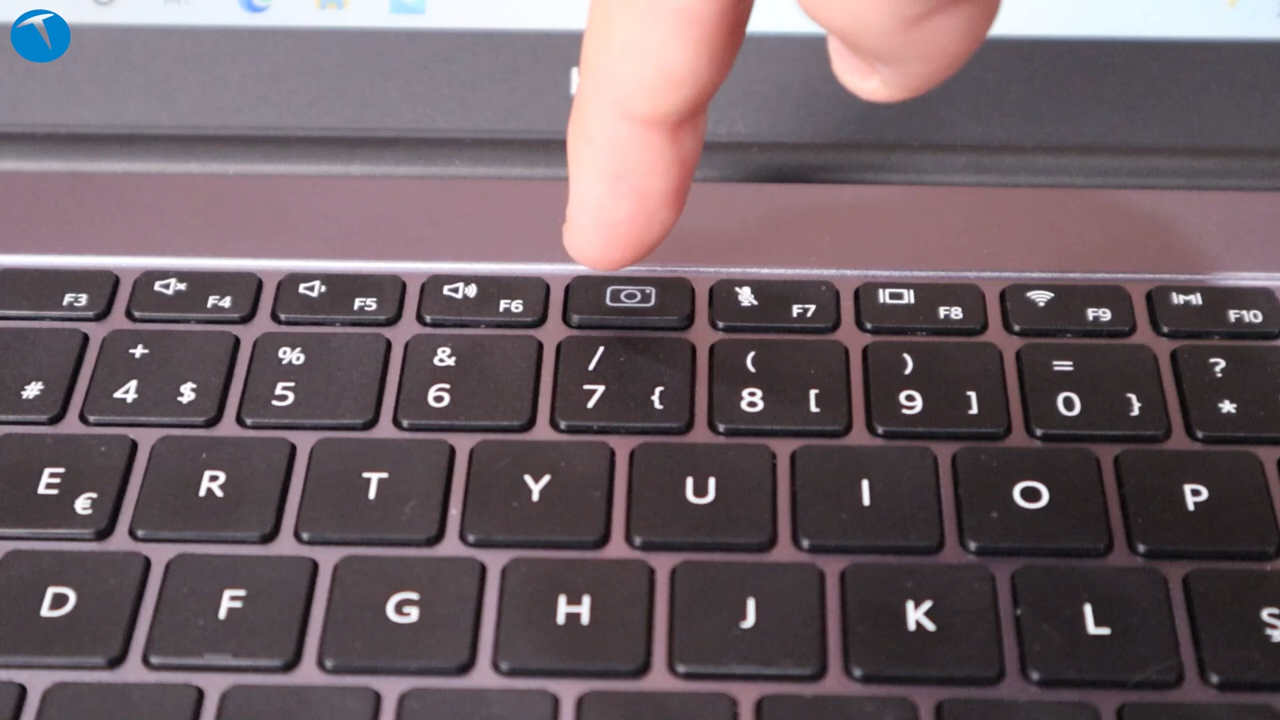 F3 F4 F5 F6 F7 F8 F9 F10
# + 4 $ % 5 & 6 / 7 { ( 8 [ ) 9 ] = 0 } ? *
E € R T Y U I O P
D F G H J K L